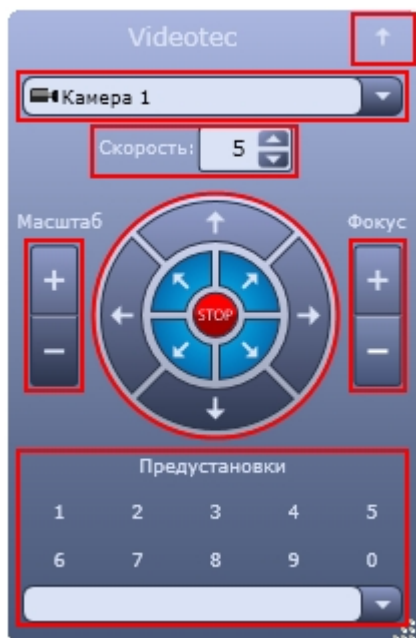 Videotec
Камера 1
Скорость: 5
Масштаб
Фокус
+ +
STOP
− −
Предустановки
1 2 3 4 5
6 7 8 9 0